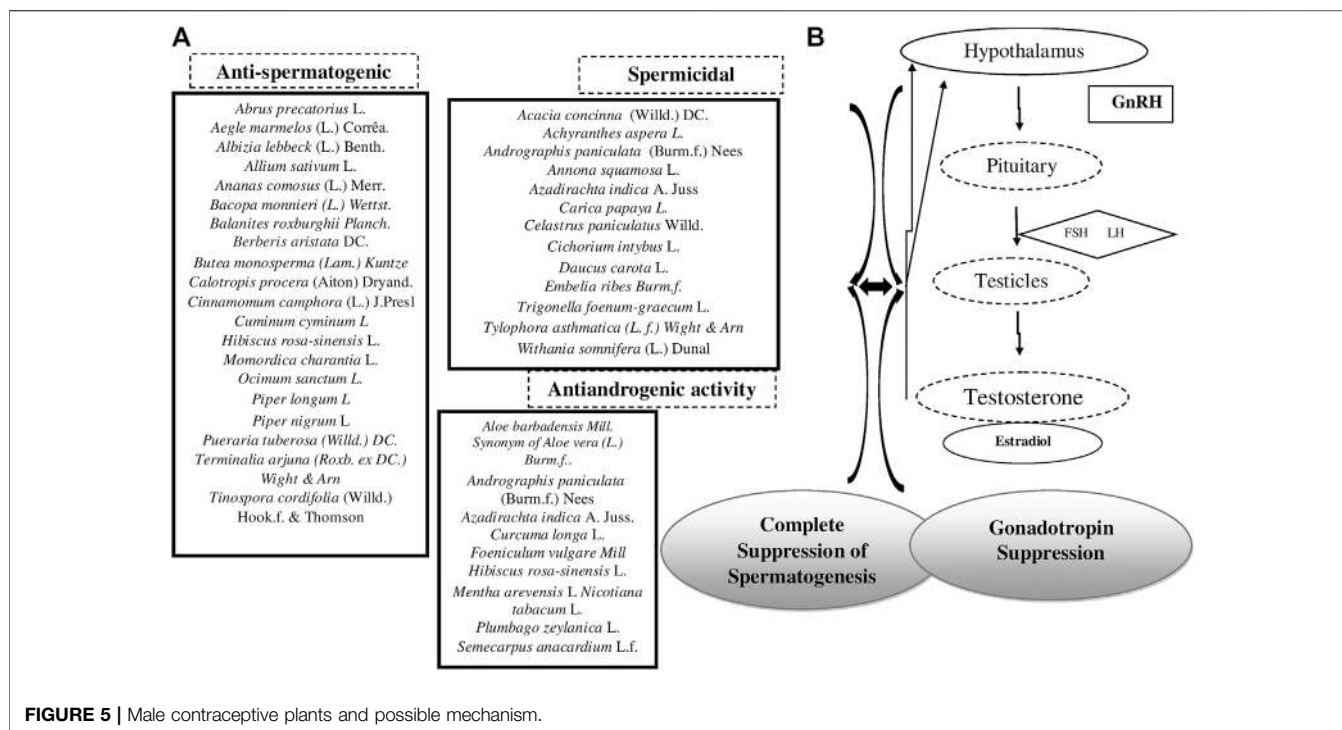 A
Anti-spermatogenic
Abrus precatorius L.
Aegle marmelos (L.) Corrêa.
Albizia lebbeck (L.) Benth.
Allium sativum L.
Ananas comosus (L.) Merr.
Bacopa monnieri (L.) Wettst.
Balanites roxburghii Planch.
Berberis aristata DC.
Butea monosperma (Lam.) Kuntze
Calotropis procera (Aiton) Dryand.
Cinnamomum camphora (L.) J.Presl
Cuminum cyminum L
Hibiscus rosa-sinensis L.
Momordica charantia L.
Ocimum sanctum L.
Piper longum L
Piper nigrum L
Pueraria tuberosa (Willd.) DC.
Terminalia arjuna (Roxb. ex DC.)
Wight & Arn
Tinospora cordifolia (Willd.)
Hook.f. & Thomson
Spermicidal
Acacia concinna (Willd.) DC.
Achyranthes aspera L.
Andrographis paniculata (Burm.f.) Nees
Annona squamosa L.
Azadirachta indica A. Juss
Carica papaya L.
Celastrus paniculatus Willd.
Cichorium intybus L.
Daucus carota L.
Embelia ribes Burm.f.
Trigonella foenum-graecum L.
Tylophora asthmatica (L. f.) Wight & Arn
Withania somnifera (L.) Dunal
Antiandrogenic activity
Aloe barbadensis Mill.
Synonym of Aloe vera (L.)
Burm.f..
Andrographis paniculata
(Burm.f.) Nees
Azadirachta indica A. Juss.
Curcuma longa L.
Foeniculum vulgare Mill
Hibiscus rosa-sinensis L.
Mentha arevensis L Nicotiana
tabacum L.
Plumbago zeylanica L.
Semecarpus anacardium L.f.
B
Hypothalamus
GnRH
Pituitary
FSH LH
Testicles
Testosterone
Estradiol
Complete
Suppression of
Spermatogenesis
Gonadotropin
Suppression
FIGURE 5 | Male contraceptive plants and possible mechanism.